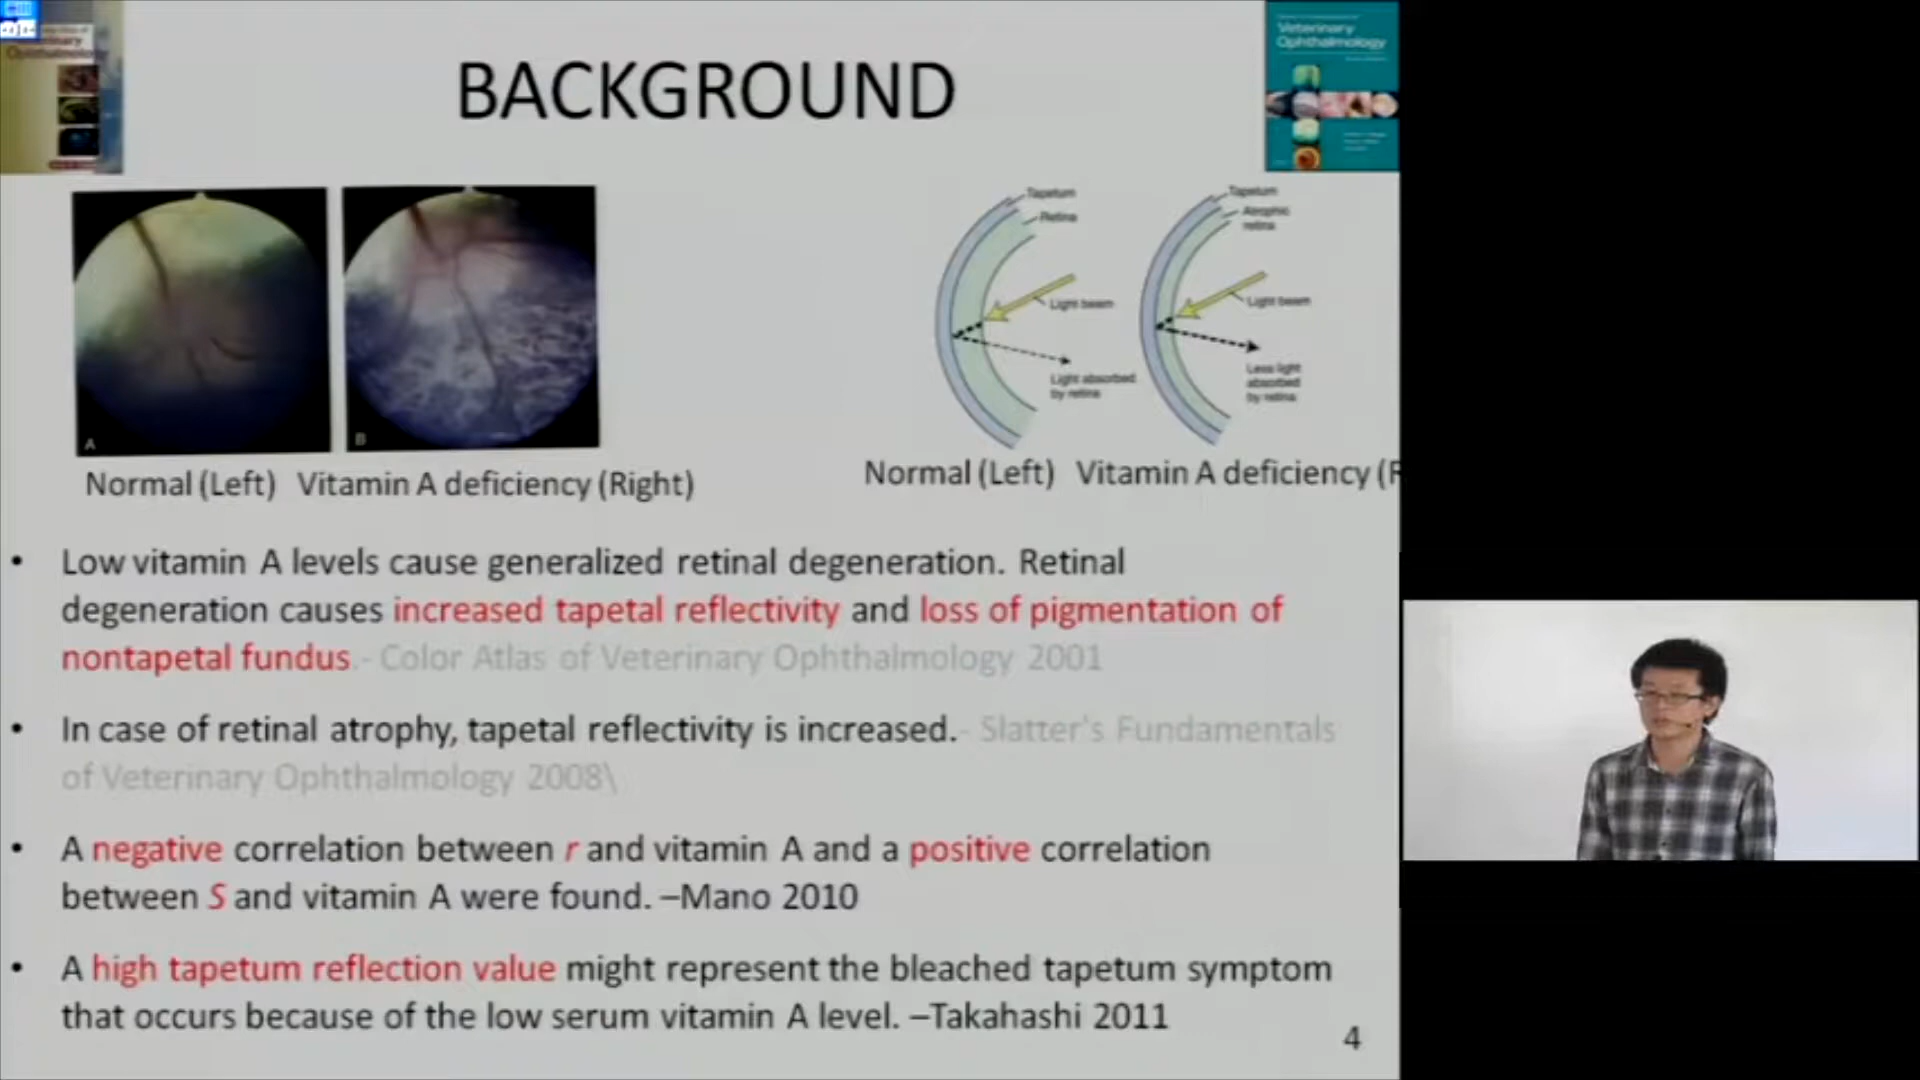 Veterinary
Ophthalmology
BACKGROUND
A
B
Tapetum
Retina
Light beam
Light absorbed
by retina
Tapetum
Atrophic
retina
Light beam
Less light
absorbed
by retina
Normal (Left) Vitamin A deficiency (Right)
Normal (Left) Vitamin A deficiency (R
• Low vitamin A levels cause generalized retinal degeneration. Retinal
degeneration causes increased tapetal reflectivity and loss of pigmentation of
nontapetal fundus.- Color Atlas of Veterinary Ophthalmology 2001
• In case of retinal atrophy, tapetal reflectivity is increased.- Slatter's Fundamentals
of Veterinary Ophthalmology 2008\
• A negative correlation between r and vitamin A and a positive correlation
between S and vitamin A were found. –Mano 2010
• A high tapetum reflection value might represent the bleached tapetum symptom
that occurs because of the low serum vitamin A level. –Takahashi 2011
4